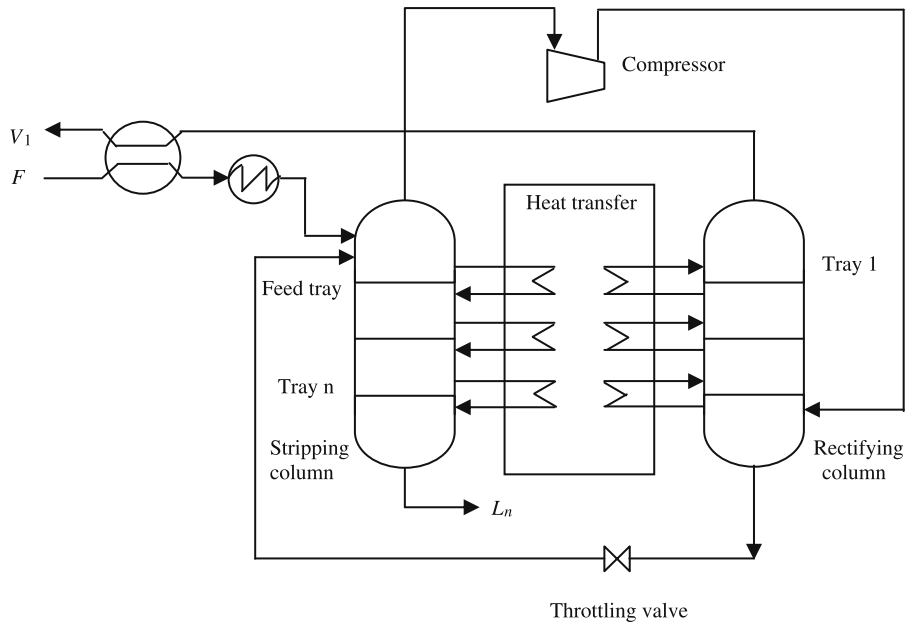 Compressor
V1
F
Heat transfer
Tray 1
Feed tray
Tray n
Stripping
column
Rectifying
column
Ln
Throttling valve